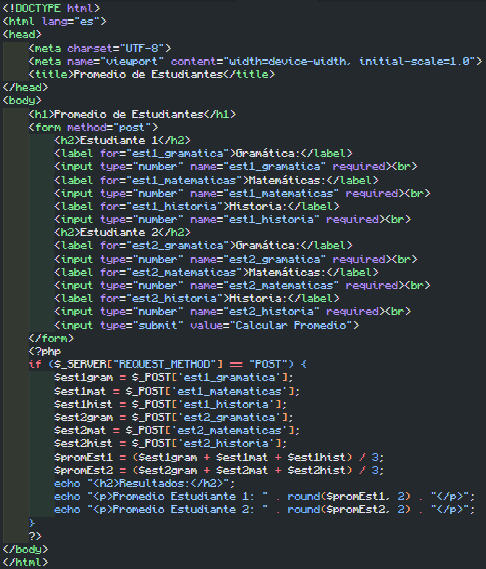 <!DOCTYPE html>
<html lang="es">
<head>
    <meta charset="UTF-8">
    <meta name="viewport" content="width=device-width, initial-scale=1.0">
    <title>Promedio de Estudiantes</title>
</head>
<body>
    <h1>Promedio de Estudiantes</h1>
    <form method="post">
        <h2>Estudiante 1</h2>
        <label for="est1_gramatica">Gramática:</label>
        <input type="number" name="est1_gramatica" required><br>
        <label for="est1_matematicas">Matemáticas:</label>
        <input type="number" name="est1_matematicas" required><br>
        <label for="est1_historia">Historia:</label>
        <input type="number" name="est1_historia" required><br>
        <h2>Estudiante 2</h2>
        <label for="est2_gramatica">Gramática:</label>
        <input type="number" name="est2_gramatica" required><br>
        <label for="est2_matematicas">Matemáticas:</label>
        <input type="number" name="est2_matematicas" required><br>
        <label for="est2_historia">Historia:</label>
        <input type="number" name="est2_historia" required><br>
        <input type="submit" value="Calcular Promedio">
    </form>
    <?php
    if ($_SERVER["REQUEST_METHOD"] == "POST") {
        $est1gram = $_POST['est1_gramatica'];
        $est1mat = $_POST['est1_matematicas'];
        $est1hist = $_POST['est1_historia'];
        $est2gram = $_POST['est2_gramatica'];
        $est2mat = $_POST['est2_matematicas'];
        $est2hist = $_POST['est2_historia'];
        $promEst1 = ($est1gram + $est1mat + $est1hist) / 3;
        $promEst2 = ($est2gram + $est2mat + $est2hist) / 3;
        echo "<h2>Resultados:</h2>";
        echo "<p>Promedio Estudiante 1: " . round($promEst1, 2) . "</p>";
        echo "<p>Promedio Estudiante 2: " . round($promEst2, 2) . "</p>";
    }
    ?>
</body>
</html>